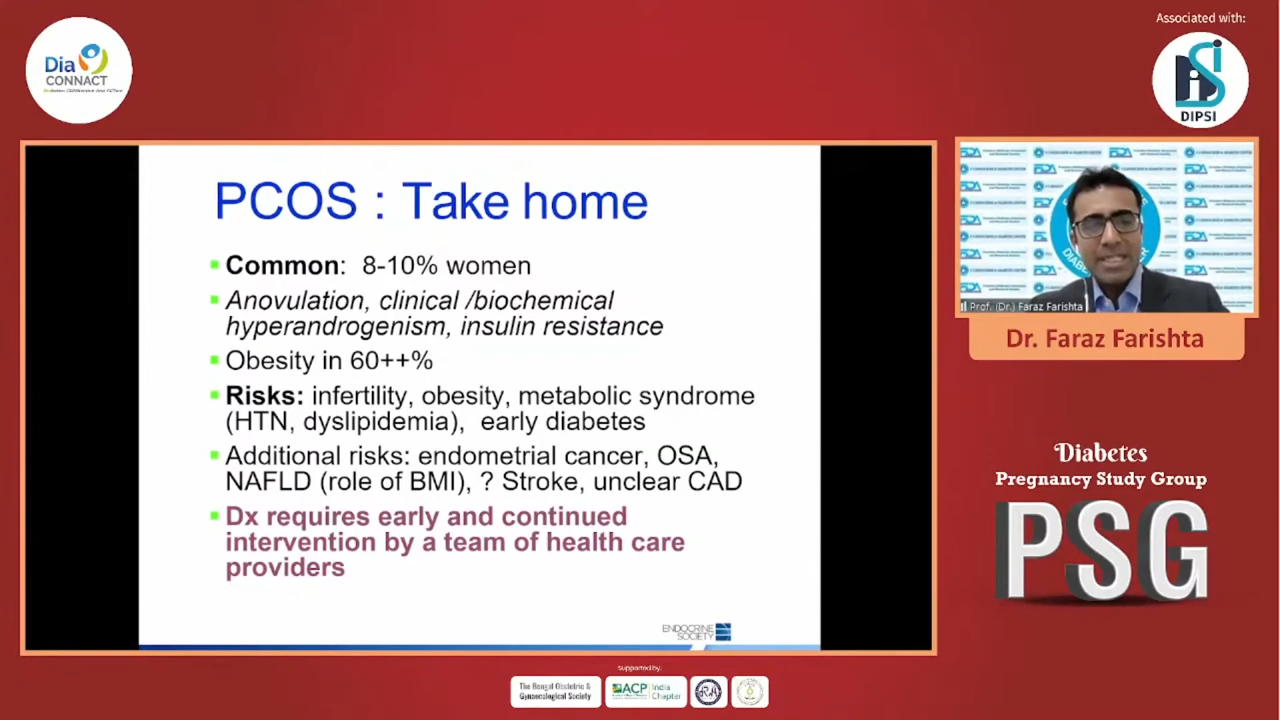 Associated with:
Dia
CONNACT
DIPSI
PCOS : Take home
Common: 8-10% women
Anovulation, clinical /biochemical
hyperandrogenism, insulin resistance
Obesity in 60++%
Risks: infertility, obesity, metabolic syndrome
(HTN, dyslipidemia), early diabetes
Additional risks: endometrial cancer, OSA,
NAFLD (role of BMI), ? Stroke, unclear CAD
Dx requires early and continued
intervention by a team of health care
providers
ENDOCRINE
SOCIETY
Prof. (Dr.) Faraz Farishta
Dr. Faraz Farishta
Diabetes
Pregnancy Study Group
PSG
Supported by:
The Bengal Obstetric &
Gynaecological Society
ACP
India
Chapter